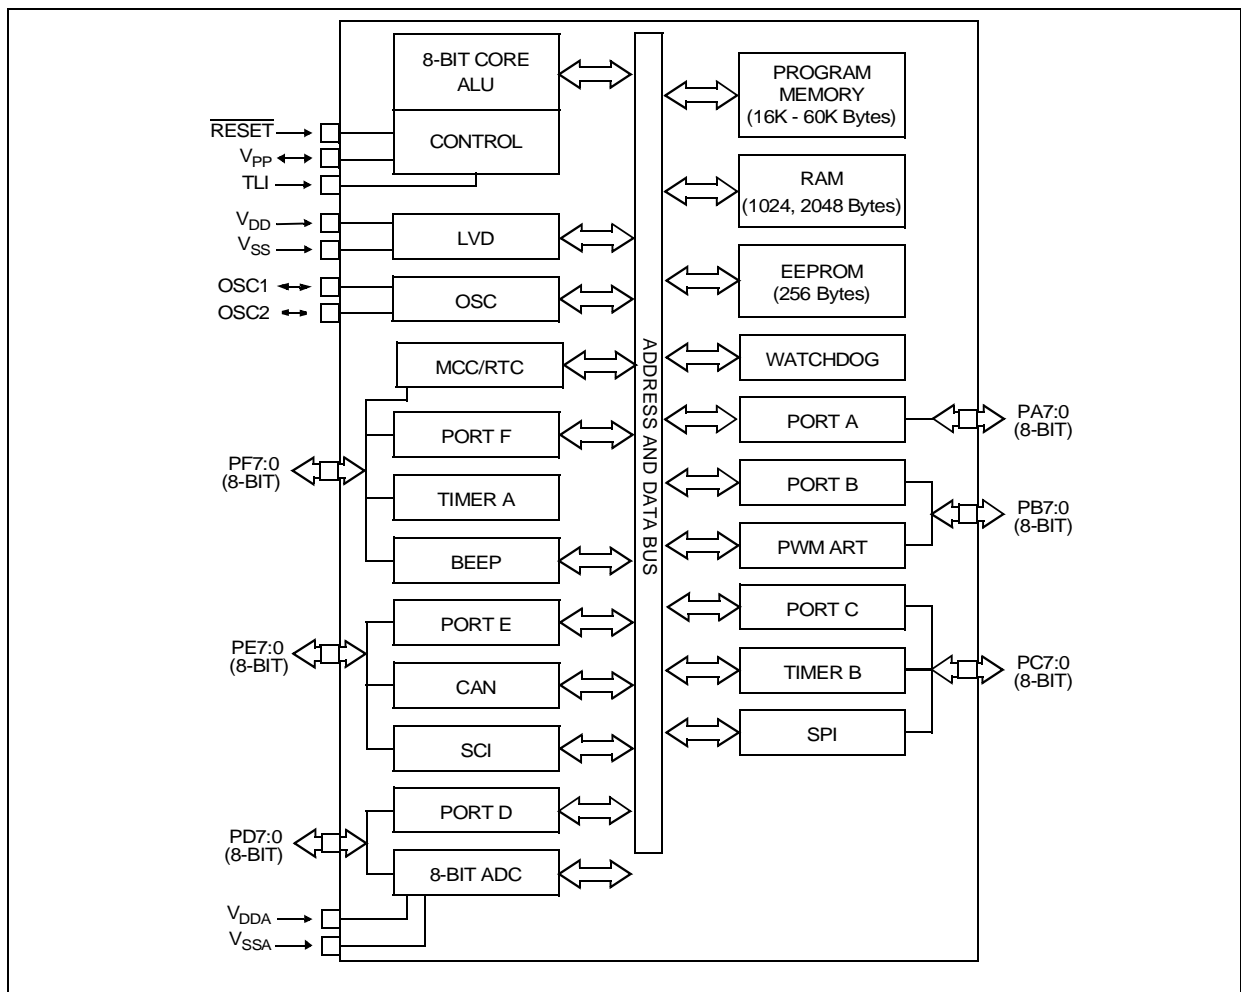 8-BIT CORE
ALU
CONTROL
RESET
VPP
TLI
VDD
VSS
LVD
OSC1
OSC2
OSC
MCC/RTC
PORT F
PF7:0
(8-BIT)
TIMER A
BEEP
PORT E
PE7:0
(8-BIT)
CAN
SCI
PORT D
PD7:0
(8-BIT)
8-BIT ADC
VDDA
VSSA
ADDRESS AND DATA BUS
PROGRAM
MEMORY
(16K - 60K Bytes)
RAM
(1024, 2048 Bytes)
EEPROM
(256 Bytes)
WATCHDOG
PORT A
PA7:0
(8-BIT)
PORT B
PB7:0
(8-BIT)
PWM ART
PORT C
TIMER B
PC7:0
(8-BIT)
SPI